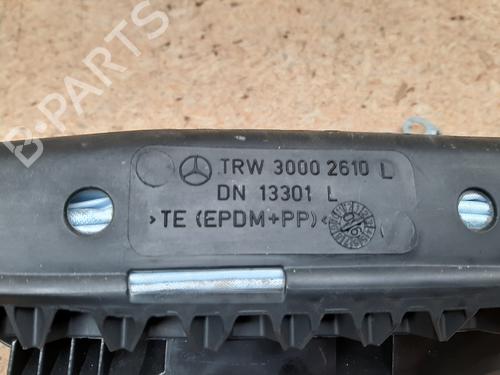 B-PARTS
TRW 3000 2610 L
DN 13301 L
>TE (EPDM+PP)<